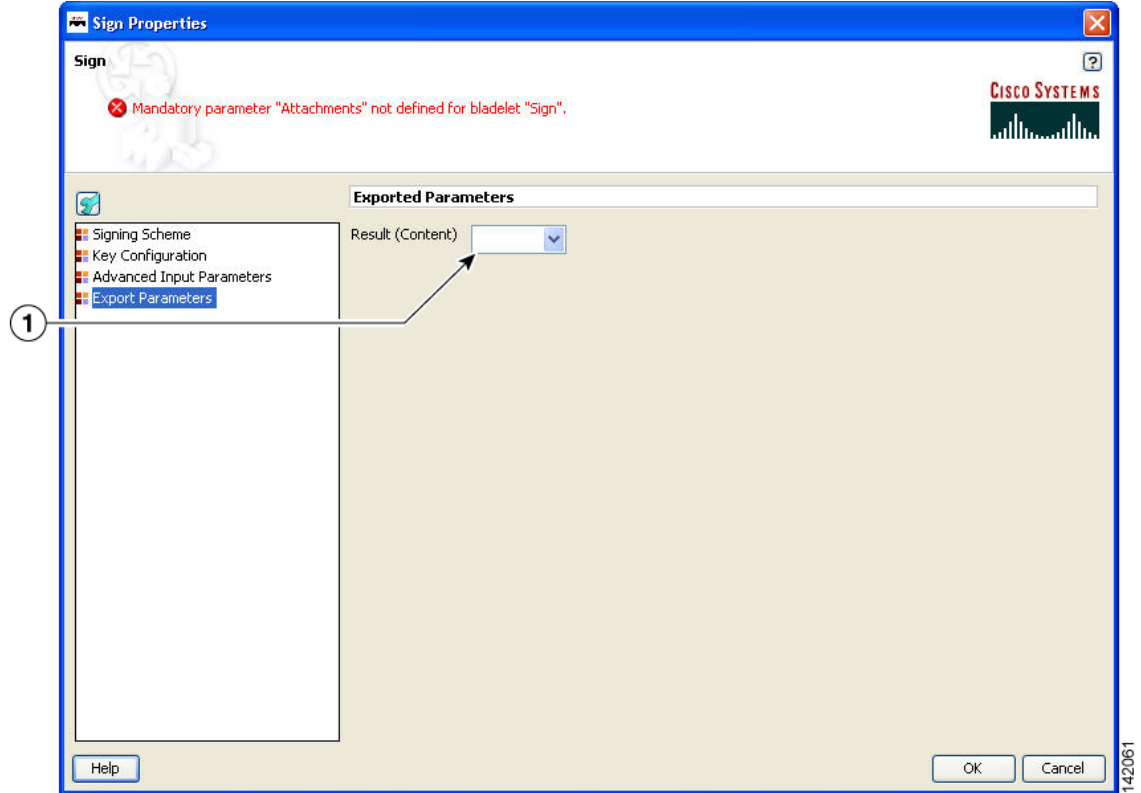 Sign Properties
Sign
?
Mandatory parameter "Attachments" not defined for bladelet "Sign".
CISCO SYSTEMS
Exported Parameters
Signing Scheme
Key Configuration
Advanced Input Parameters
Export Parameters
Result (Content)
1
Help
OK
Cancel
142061